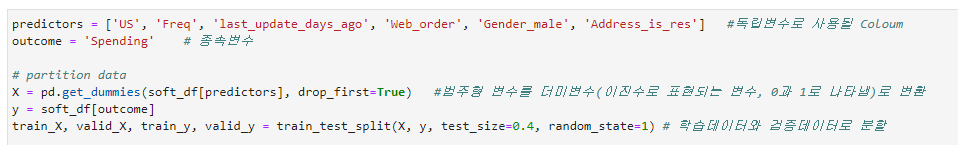 predictors = ['US', 'Freq', 'last_update_days_ago', 'Web_order', 'Gender_male', 'Address_is_res']   #독립변수로 사용될 Coloum
outcome = 'Spending'    # 종속변수
# partition data
X = pd.get_dummies(soft_df[predictors], drop_first=True)   #범주형 변수를 더미변수(이진수로 표현되는 변수, 0과 1로 나타냄)로 변환
y = soft_df[outcome]
train_X, valid_X, train_y, valid_y = train_test_split(X, y, test_size=0.4, random_state=1) # 학습데이터와 검증데이터로 분할